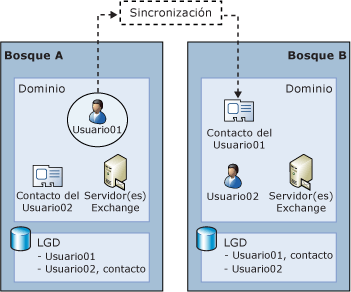 Sincronización
Bosque A
Dominio
Usuario01
Contacto del
Usuario02
Servidor(es)
Exchange
LGD
- Usuario01
- Usuario02, contacto
Bosque B
Dominio
Contacto del
Usuario01
Usuario02
Servidor(es)
Exchange
LGD
- Usuario01, contacto
- Usuario02